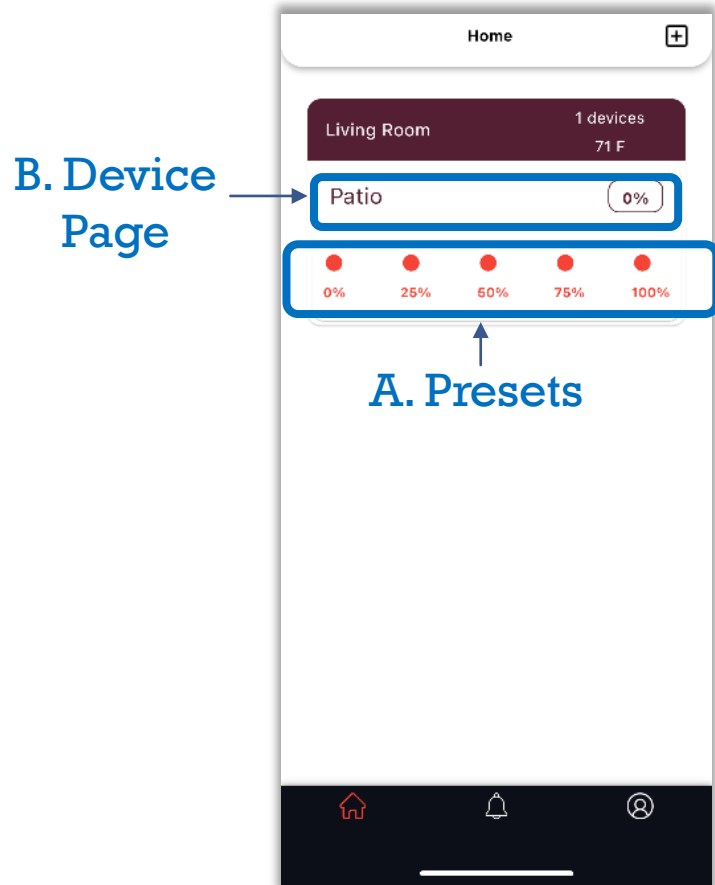 Home
Living Room
1 devices
71 F
B. Device
Page
Patio
0%
0% 25% 50% 75% 100%
A. Presets